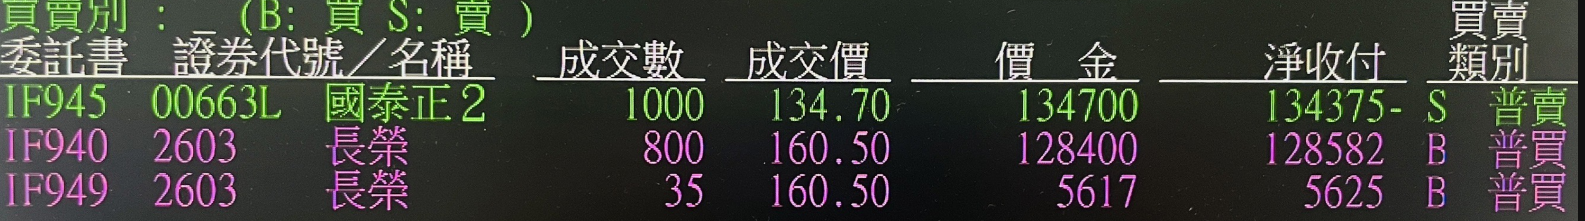 買賣別 : _ (B: 買 S: 賣 )
買賣
委託書 證券代號／名稱 成交數 成交價 價 金 淨收付 類別
IF945 00663L 國泰正2 1000 134.70 134700 134375- S 普賣
IF940 2603 長榮 800 160.50 128400 128582 B 普買
IF949 2603 長榮 35 160.50 5617 5625 B 普買